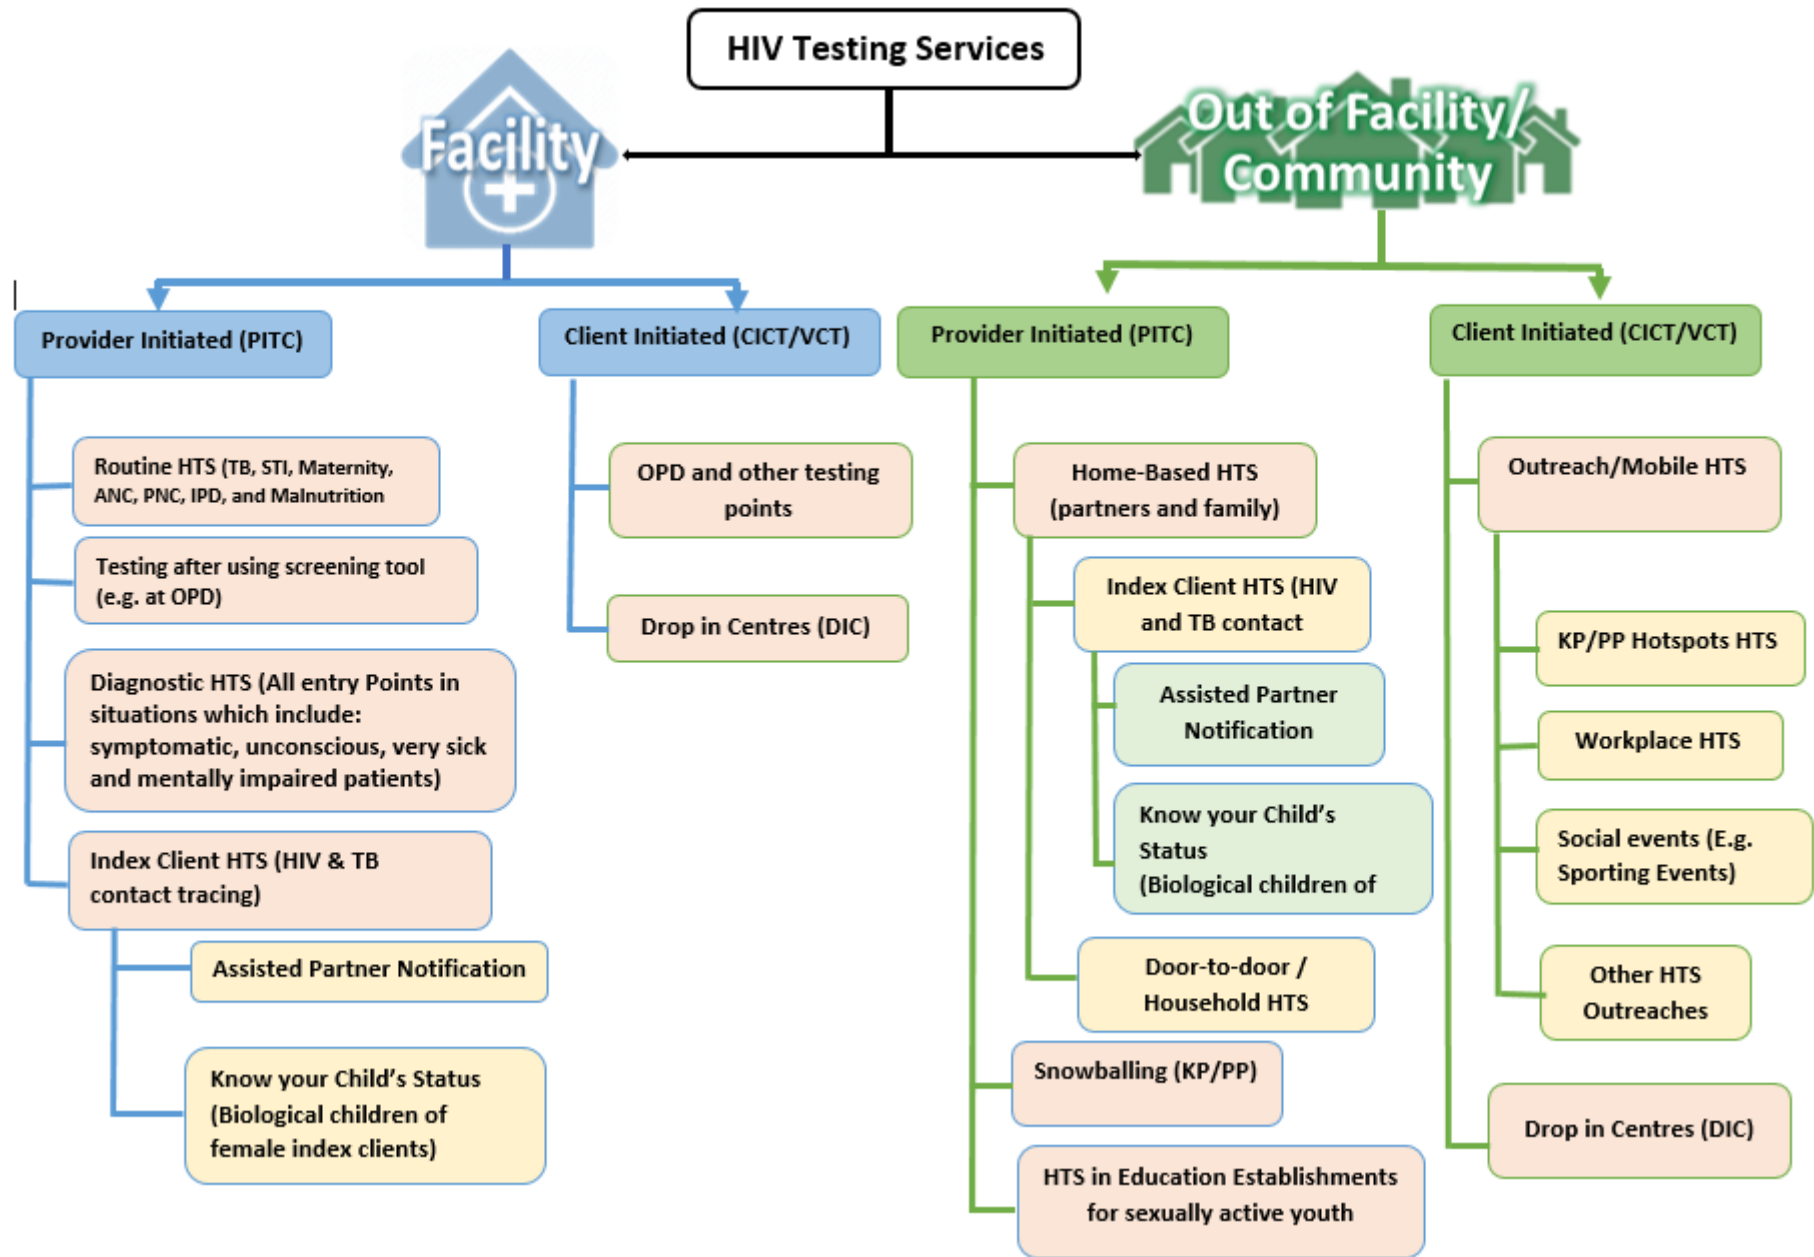 HIV Testing Services
Facility
Out of Facility/
Community
Provider Initiated (PITC)
Routine HTS (TB, STI, Maternity,
ANC, PNC, IPD, and Malnutrition
Testing after using screening tool
(e.g. at OPD)
Diagnostic HTS (All entry Points in
situations which include:
symptomatic, unconscious, very sick
and mentally impaired patients)
Index Client HTS (HIV & TB
contact tracing)
Assisted Partner Notification
Know your Child's Status
(Biological children of
female index clients)
Client Initiated (CICT/VCT)
OPD and other testing
points
Drop in Centres (DIC)
Provider Initiated (PITC)
Home-Based HTS
(partners and family)
Index Client HTS (HIV
and TB contact
Assisted Partner
Notification
Know your Child's
Status
(Biological children of
Door-to-door /
Household HTS
Snowballing (KP/PP)
HTS in Education Establishments
for sexually active youth
Client Initiated (CICT/VCT)
Outreach/Mobile HTS
KP/PP Hotspots HTS
Workplace HTS
Social events (E.g.
Sporting Events)
Other HTS
Outreaches
Drop in Centres (DIC)